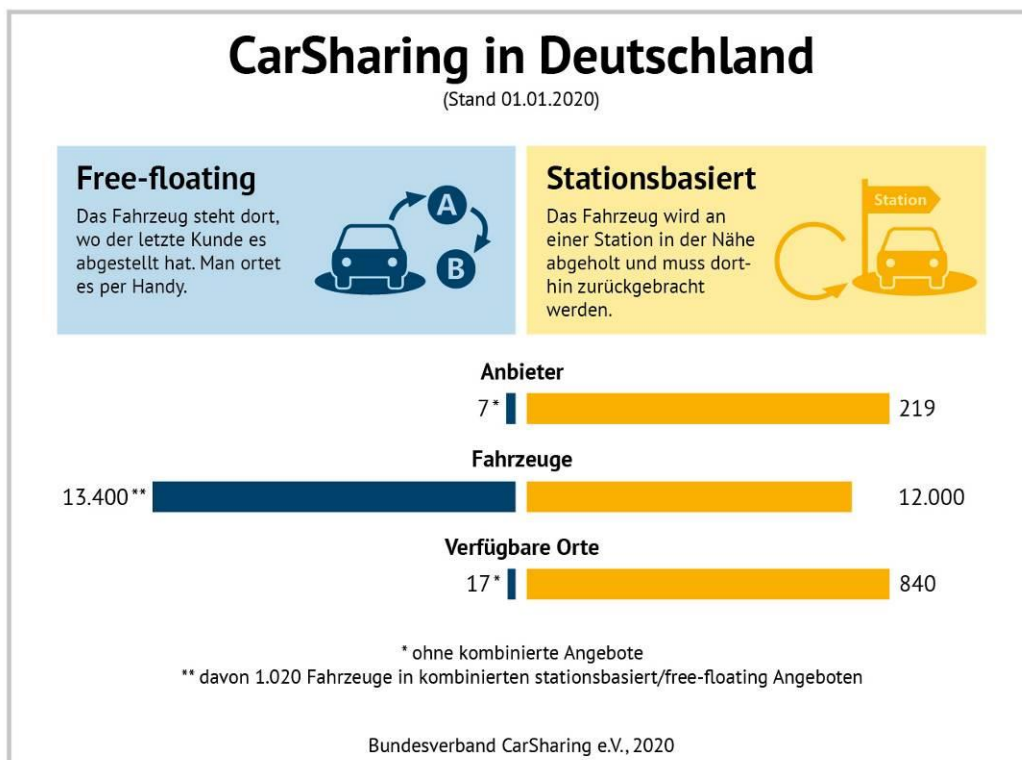 CarSharing in Deutschland
(Stand 01.01.2020)
Free-floating
Das Fahrzeug steht dort,
wo der letzte Kunde es
abgestellt hat. Man ortet
es per Handy.
A
B
Stationsbasiert
Das Fahrzeug wird an
einer Station in der Nähe
abgeholt und muss dort-
hin zurückgebracht
werden.
Station
Anbieter
7 * 219
Fahrzeuge
13.400 ** 12.000
Verfügbare Orte
17 * 840
* ohne kombinierte Angebote
** davon 1.020 Fahrzeuge in kombinierten stationsbasiert/free-floating Angeboten
Bundesverband CarSharing e.V., 2020